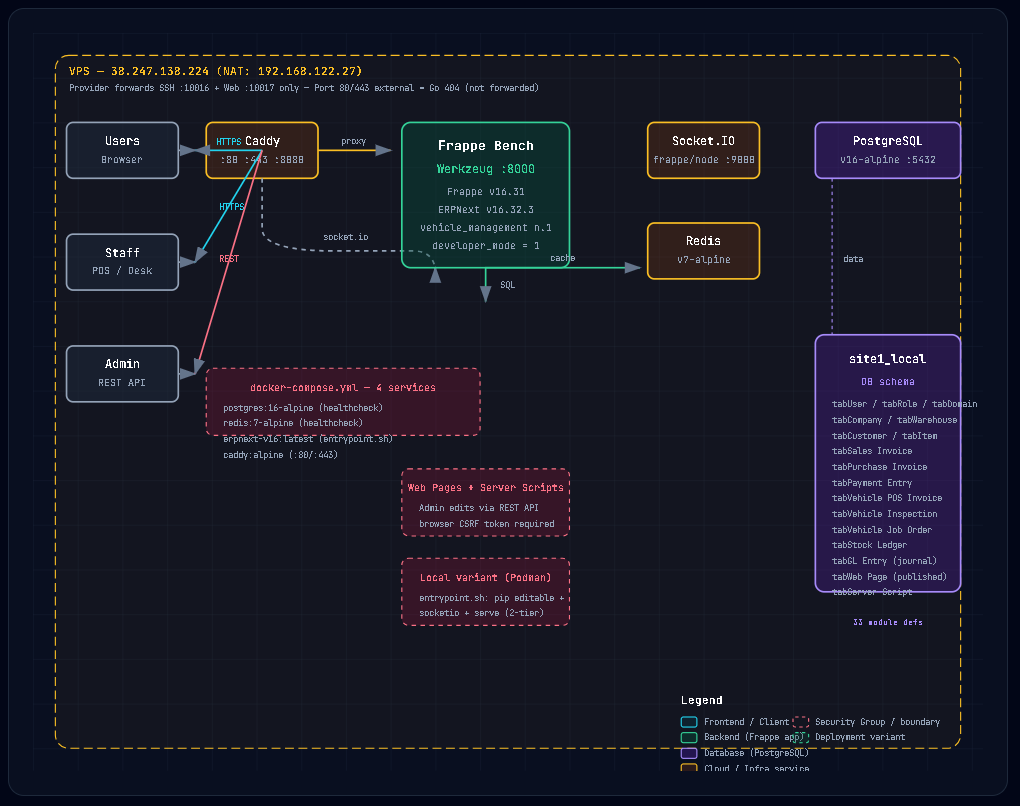 VPS — 38.247.138.224 (NAT: 192.168.122.27)
Provider forwards SSH :10016 + Web :10017 only — Port 80/443 external = Go 404 (not forwarded)
Users
Browser
HTTPS
Caddy
:80 :443 :8088
proxy
Frappe Bench
Werkzeug :8000
Frappe v16.31
ERPNext v16.32.3
vehicle_management n.1
developer_mode = 1
Socket.IO
frappe/node :9000
PostgreSQL
v16-alpine :5432
HTTPS
Staff
POS / Desk
REST
socket.io
cache
SQL
Redis
v7-alpine
data
Admin
REST API
docker-compose.yml — 4 services
postgres:16-alpine (healthcheck)
redis:7-alpine (healthcheck)
erpnext-v16:latest (entrypoint.sh)
caddy:alpine (:80/:443)
site1_local
DB schema
tabUser / tabRole / tabDomain
tabCompany / tabWarehouse
tabCustomer / tabItem
tabSales Invoice
tabPurchase Invoice
tabPayment Entry
tabVehicle POS Invoice
tabVehicle Inspection
tabVehicle Job Order
tabStock Ledger
tabGL Entry (journal)
tabWeb Page (published)
tabServer Script
33 module defs
Web Pages + Server Scripts
Admin edits via REST API
browser CSRF token required
Local variant (Podman)
entrypoint.sh: pip editable +
socketio + serve (2-tier)
Legend
Frontend / Client
Security Group / boundary
Backend (Frappe app)
Deployment variant
Database (PostgreSQL)
Cloud / Infra service